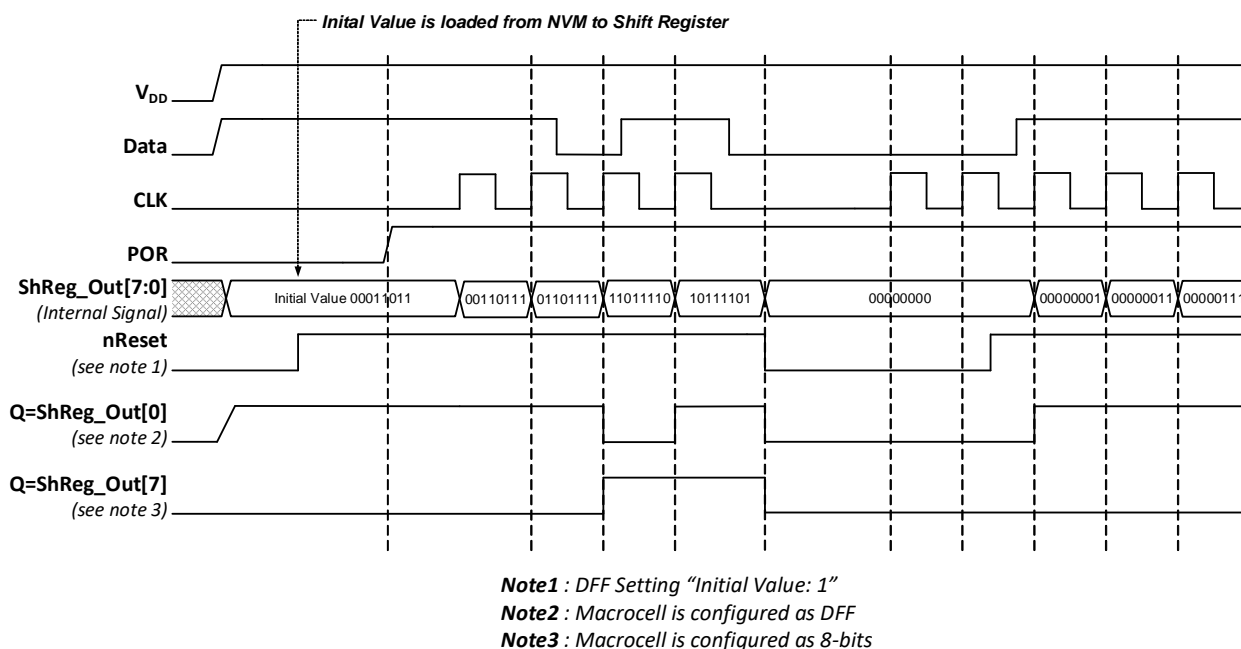 Inital Value is loaded from NVM to Shift Register
VDD
Data
CLK
POR
ShReg_Out[7:0]
(Internal Signal)
Initial Value 00011011
00110111
01101111
11011110
10111101
00000000
00000001
00000011
00000111
nReset
(see note 1)
Q=ShReg_Out[0]
(see note 2)
Q=ShReg_Out[7]
(see note 3)
Note1 : DFF Setting “Initial Value: 1”
Note2 : Macrocell is configured as DFF
Note3 : Macrocell is configured as 8-bits